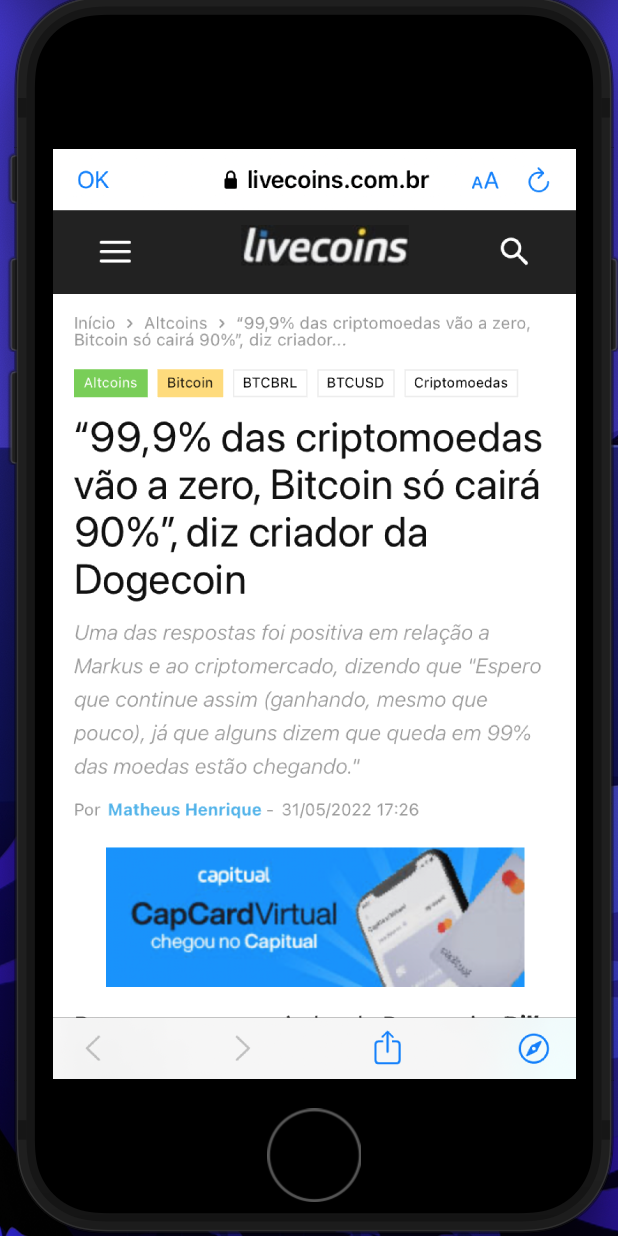 OK
livecoins.com.br
AA
livecoins
Início > Altcoins > “99,9% das criptomoedas vão a zero,
Bitcoin só cairá 90%”, diz criador...
Altcoins Bitcoin BTCBRL BTCUSD Criptomoedas
“99,9% das criptomoedas
vão a zero, Bitcoin só cairá
90%”, diz criador da
Dogecoin
Uma das respostas foi positiva em relação a
Markus e ao criptomercado, dizendo que "Espero
que continue assim (ganhando, mesmo que
pouco), já que alguns dizem que queda em 99%
das moedas estão chegando."
Por Matheus Henrique - 31/05/2022 17:26
capitual
CapCardVirtual
chegou no Capitual
capitual